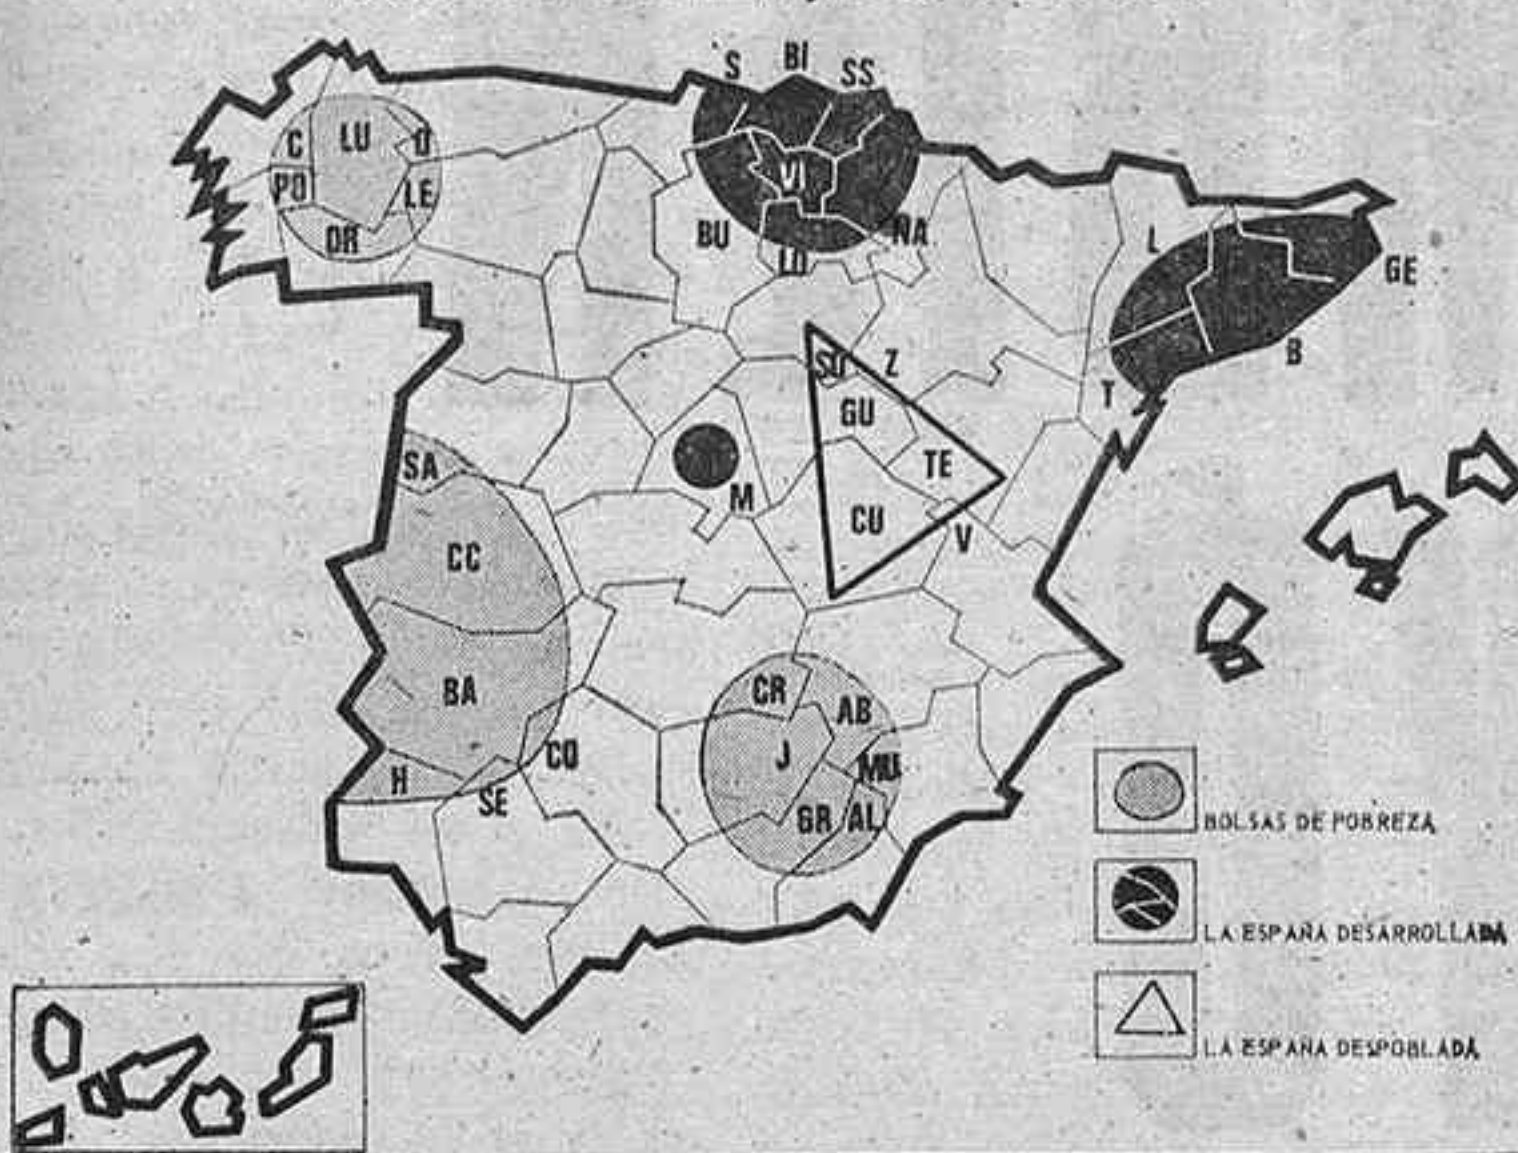 S BI SS
C LU O
PO LE
OR
VI
BU NA
LO
L
GE
B
T
SO Z
GU
TE
SA
M
CU V
CC
BA
CR AB
CO J MU
H SE
GR AL
BOLSAS DE POBREZA
LA ESPAÑA DESARROLLADA
LA ESPAÑA DESPOBLADA